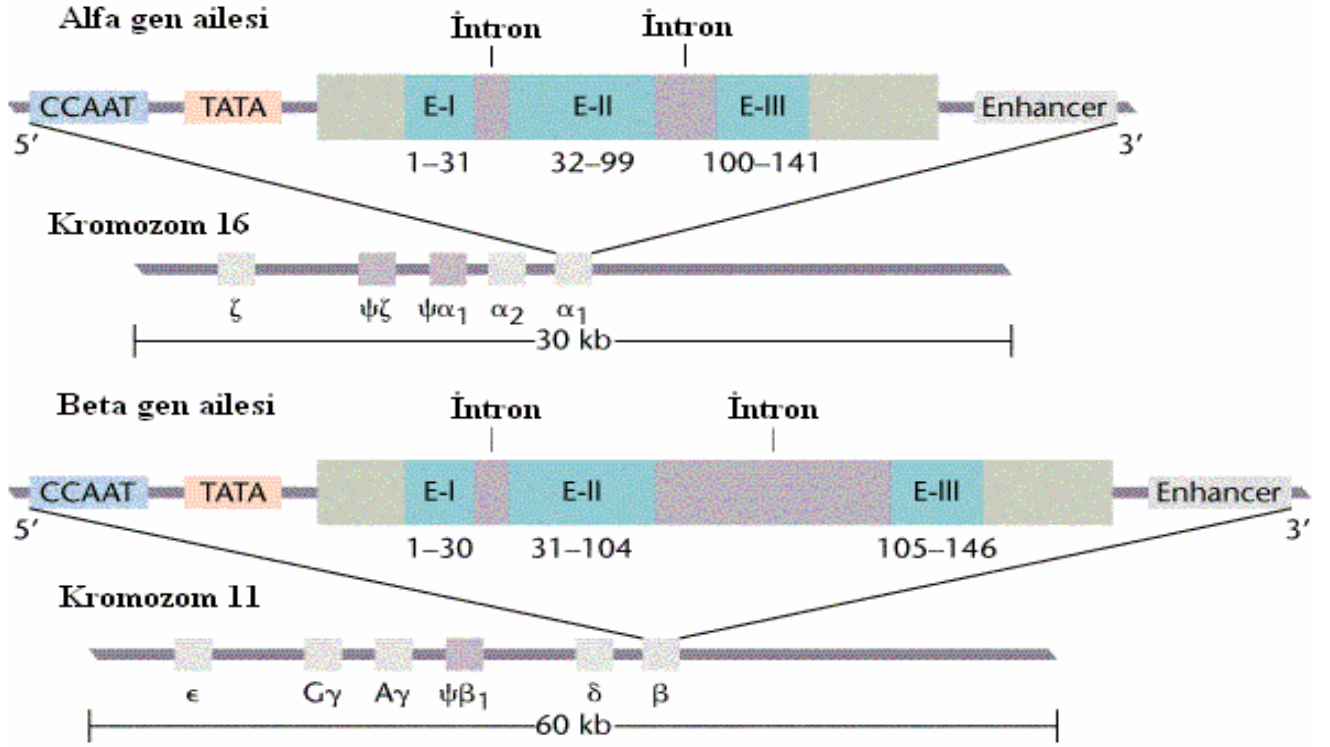 Alfa gen ailesi
İntron İntron
CCAAT TATA E-I E-II E-III Enhancer
5′ 1–31 32–99 100–141 3′
Kromozom 16
ζ ψζ ψα1 α2 α1
30 kb
Beta gen ailesi
İntron İntron
CCAAT TATA E-I E-II E-III Enhancer
5′ 1–30 31–104 105–146 3′
Kromozom 11
ϵ Gγ Aγ ψβ1 δ β
60 kb